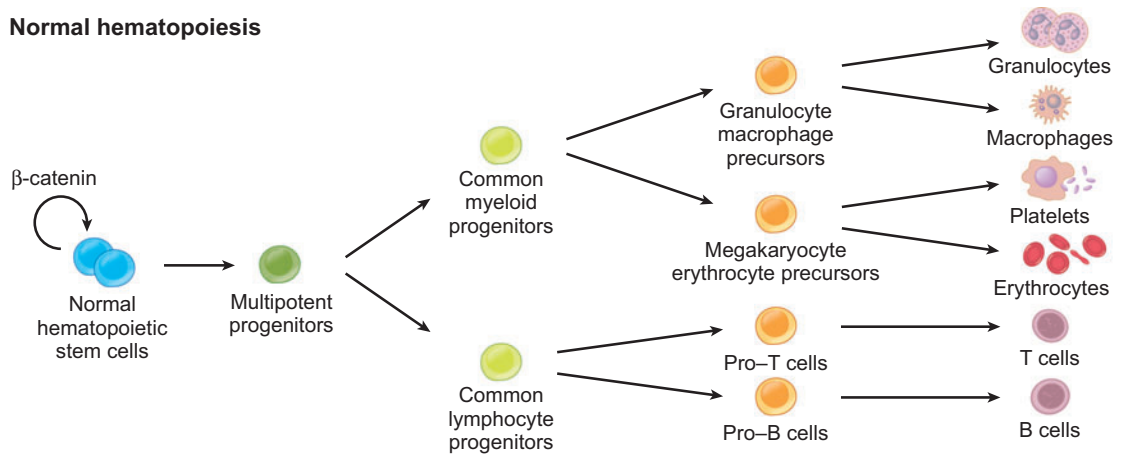 Normal hematopoiesis
β-catenin
Normal
hematopoietic
stem cells
Multipotent
progenitors
Common
myeloid
progenitors
Common
lymphocyte
progenitors
Granulocyte
macrophage
precursors
Megakaryocyte
erythrocyte precursors
Pro–T cells
Pro–B cells
Granulocytes
Macrophages
Platelets
Erythrocytes
T cells
B cells